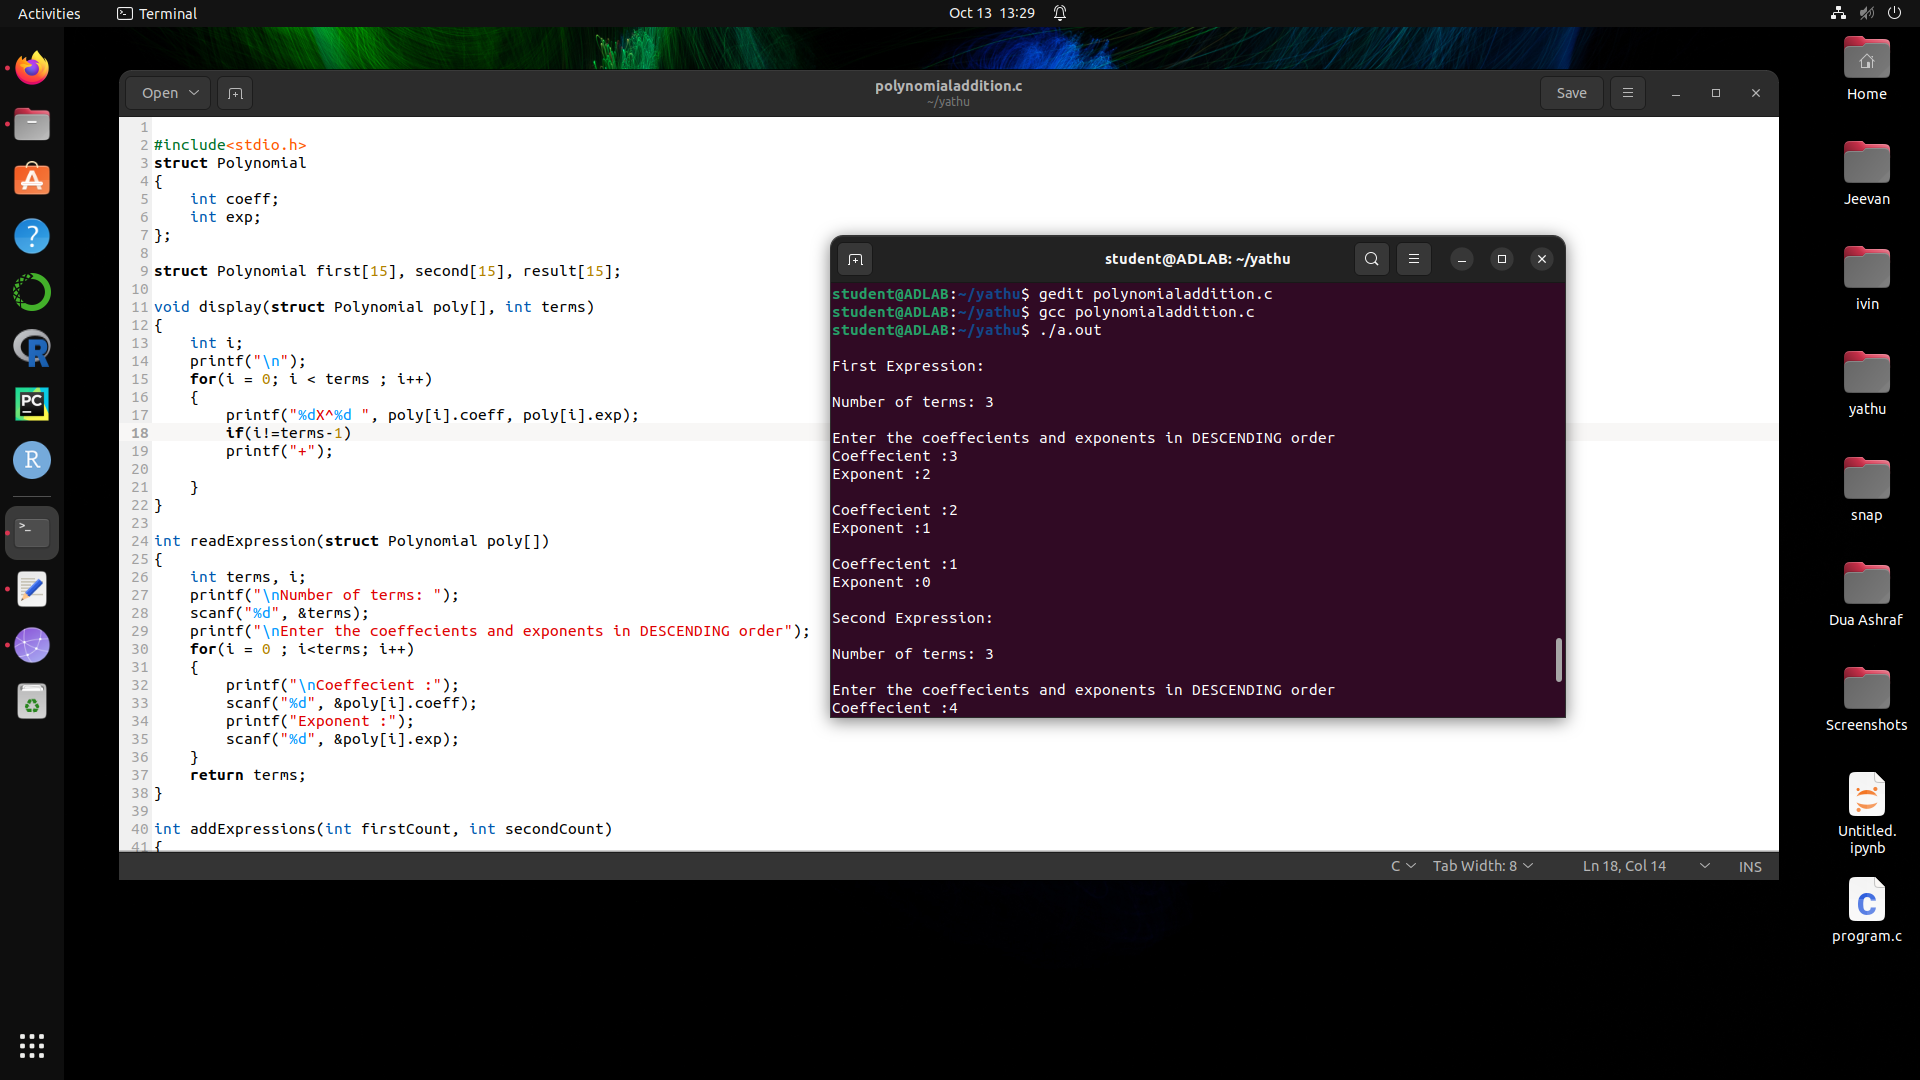 Activities
Terminal
Oct 13 13:29
Open
polynomialaddition.c
~/yathu
Save
1
2 #include<stdio.h>
3 struct Polynomial
4 {
5 int coeff;
6 int exp;
7 };
8
9 struct Polynomial first[15], second[15], result[15];
10
11 void display(struct Polynomial poly[], int terms)
12 {
13 int i;
14 printf("\n");
15 for(i = 0; i < terms ; i++)
16 {
17 printf("%dX^%d ", poly[i].coeff, poly[i].exp);
18 if(i!=terms-1)
19 printf("+");
20
21 }
22 }
23
24 int readExpression(struct Polynomial poly[])
25 {
26 int terms, i;
27 printf("\nNumber of terms: ");
28 scanf("%d", &terms);
29 printf("\nEnter the coeffecients and exponents in DESCENDING order");
30 for(i = 0 ; i<terms; i++)
31 {
32 printf("\nCoeffecient :");
33 scanf("%d", &poly[i].coeff);
34 printf("Exponent :");
35 scanf("%d", &poly[i].exp);
36 }
37 return terms;
38 }
39
40 int addExpressions(int firstCount, int secondCount)
41 {
C
Tab Width: 8
Ln 18, Col 14
INS
student@ADLAB: ~/yathu
student@ADLAB:~/yathu$ gedit polynomialaddition.c
student@ADLAB:~/yathu$ gcc polynomialaddition.c
student@ADLAB:~/yathu$ ./a.out
First Expression:
Number of terms: 3
Enter the coeffecients and exponents in DESCENDING order
Coeffecient :3
Exponent :2
Coeffecient :2
Exponent :1
Coeffecient :1
Exponent :0
Second Expression:
Number of terms: 3
Enter the coeffecients and exponents in DESCENDING order
Coeffecient :4
Home
Jeevan
ivin
yathu
snap
Dua Ashraf
Screenshots
Untitled.
ipynb
C
program.c
?
R
PC
R
>_